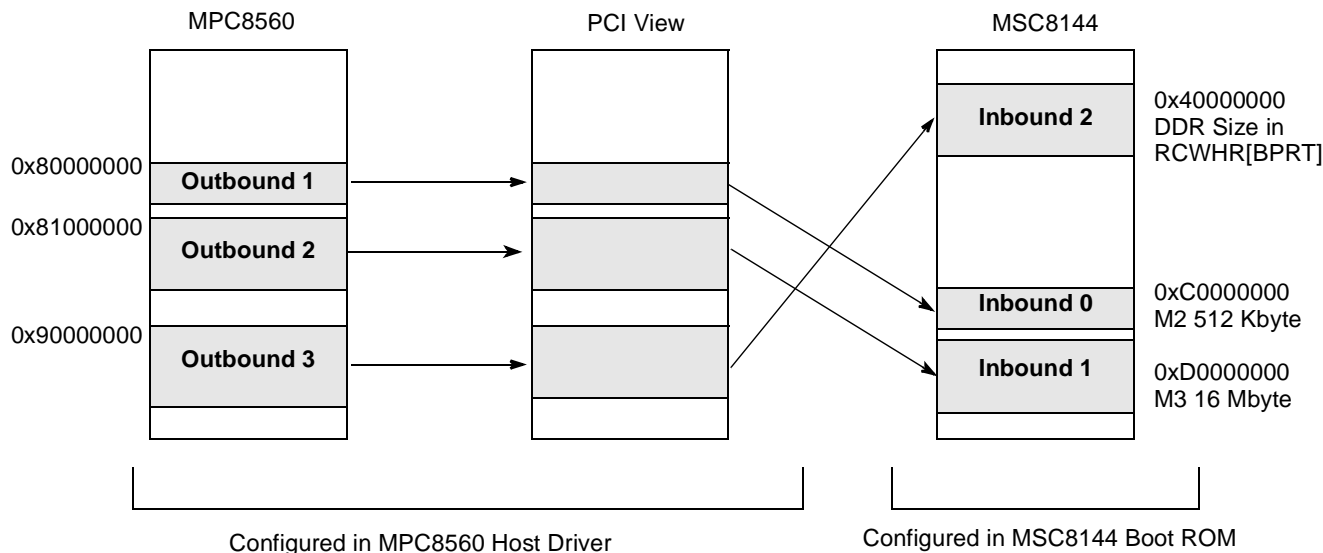 MPC8560
PCI View
MSC8144
0x80000000
Outbound 1
0x81000000
Outbound 2
0x90000000
Outbound 3
Inbound 2
0x40000000
DDR Size in
RCWHR[BPRT]
Inbound 0
0xC0000000
M2 512 Kbyte
Inbound 1
0xD0000000
M3 16 Mbyte
Configured in MPC8560 Host Driver
Configured in MSC8144 Boot ROM